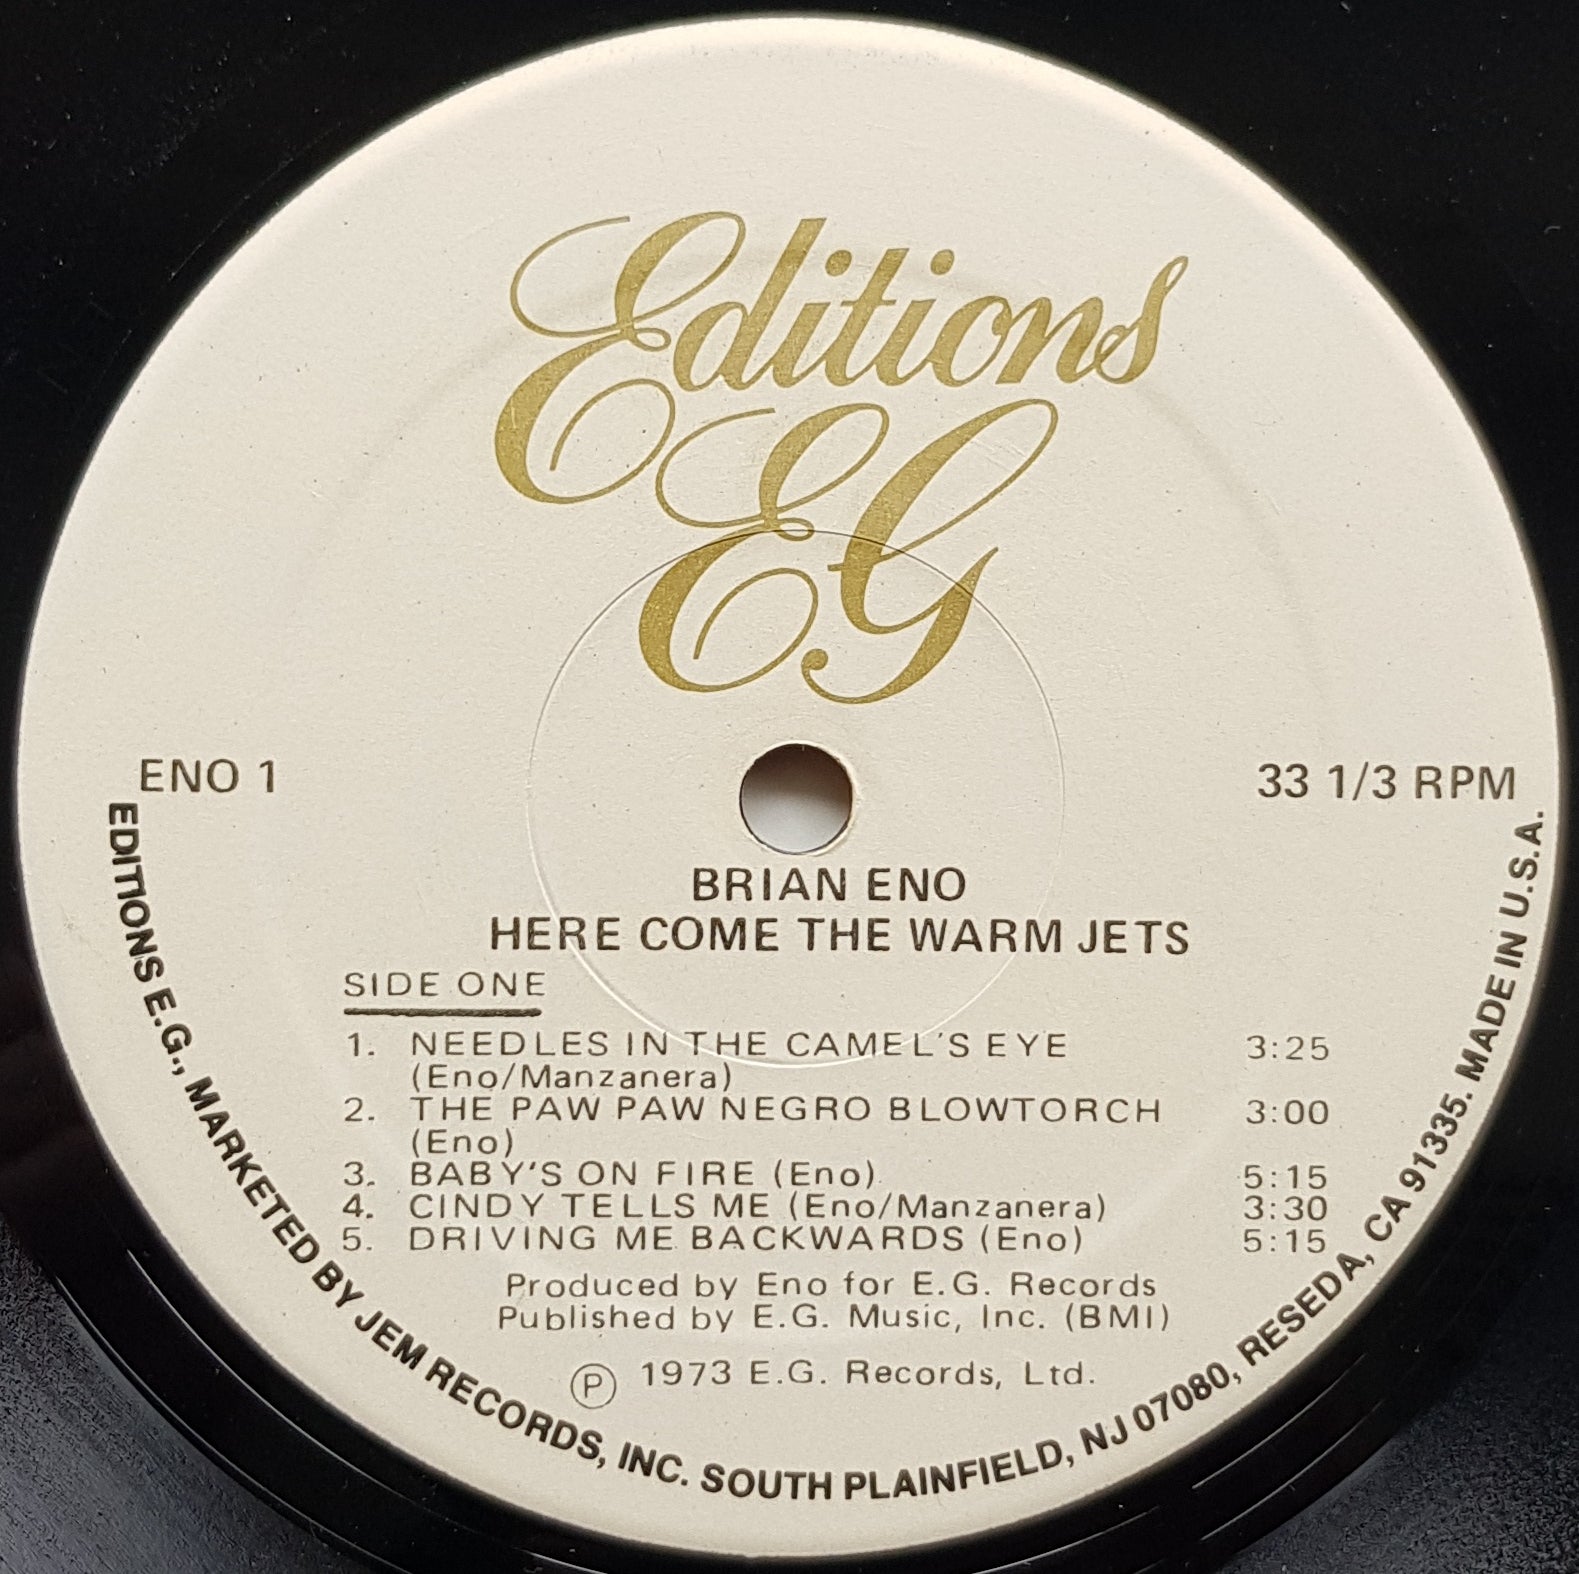 Editions
EG
ENO 1
33 1/3 RPM
BRIAN ENO
HERE COME THE WARM JETS
SIDE ONE
1. NEEDLES IN THE CAMEL'S EYE 3:25
(Eno/Manzanera)
2. THE PAW PAW NEGRO BLOWTORCH 3:00
(Eno)
3. BABY'S ON FIRE (Eno) 5:15
4. CINDY TELLS ME (Eno/Manzanera) 3:30
5. DRIVING ME BACKWARDS (Eno) 5:15
Produced by Eno for E.G. Records
Published by E.G. Music, Inc. (BMI)
Ⓟ 1973 E.G. Records, Ltd.
EDITIONS E.G., MARKETED BY JEM RECORDS, INC. SOUTH PLAINFIELD, NJ 07080, RESEDA, CA 91335. MADE IN U.S.A.